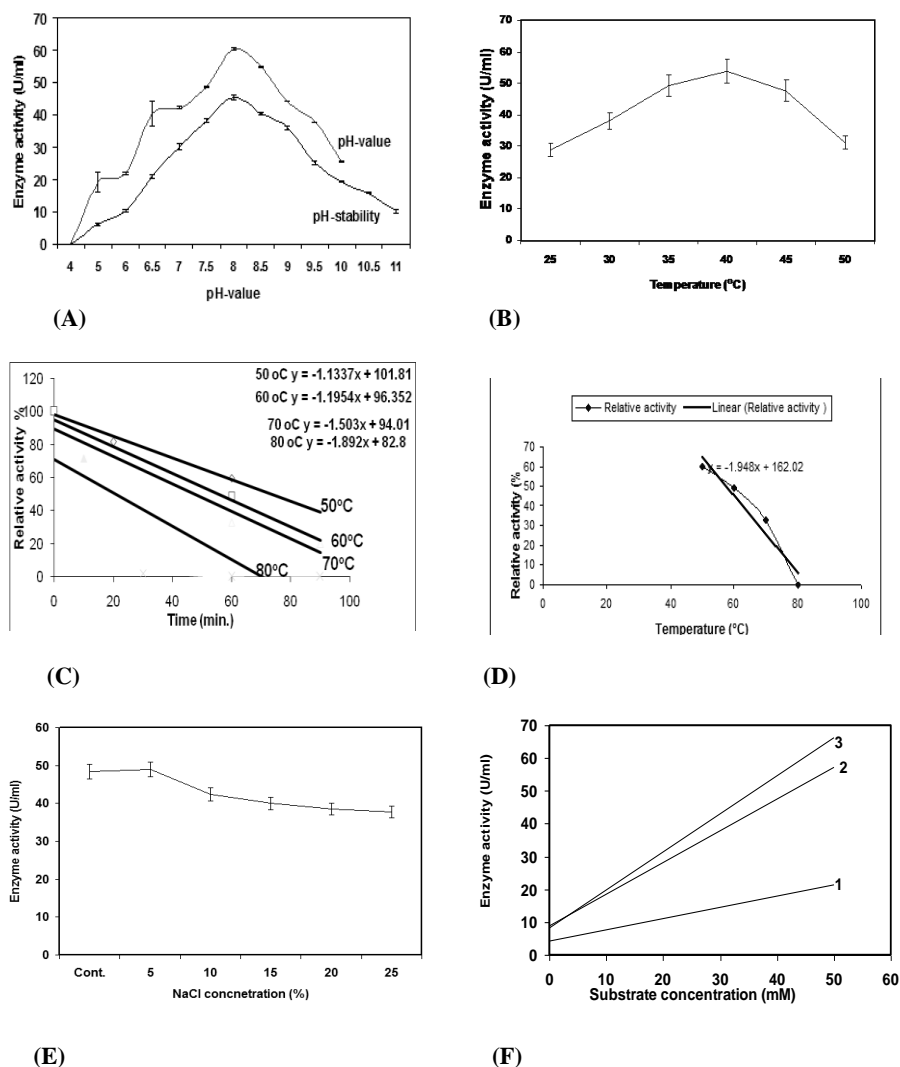 70
60
50
40
30
20
10
0
Enzyme activity (U/ml)
pH-value
pH-stability
4 5 6 6.5 7 7.5 8 8.5 9 9.5 10 10.5 11
pH-value
(A)
70
60
50
40
30
20
10
0
Enzyme activity (U/ml)
25 30 35 40 45 50
Temperature (°C)
(B)
120
100
80
60
40
20
0
Relative activity %
50 oC y = -1.1337x + 101.81
60 oC y = -1.1954x + 96.352
70 oC y = -1.503x + 94.01
80 oC y = -1.892x + 82.8
50ºC
60ºC
70ºC
80ºC
0 20 40 60 80 100
Time (min.)
(C)
Relative activity Linear (Relative activity )
70
60
50
40
30
20
10
0
Relative activity (%
= -1.948x + 162.02
0 20 40 60 80 100
Temperature (°C)
(D)
60
50
40
30
20
10
0
Enzyme activity (U/ml)
Cont. 5 10 15 20 25
NaCl concnetration (%)
(E)
70
60
50
40
30
20
10
0
Enzyme activity (U/ml)
3
2
1
0 10 20 30 40 50 60
Substrate concentration (mM)
(F)